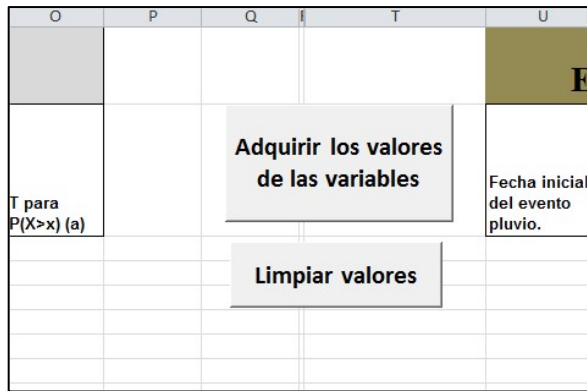 O P Q T U
E
Adquirir los valores
de las variables
T para
P(X>x) (a)
Fecha inicial
del evento
pluvio.
Limpiar valores